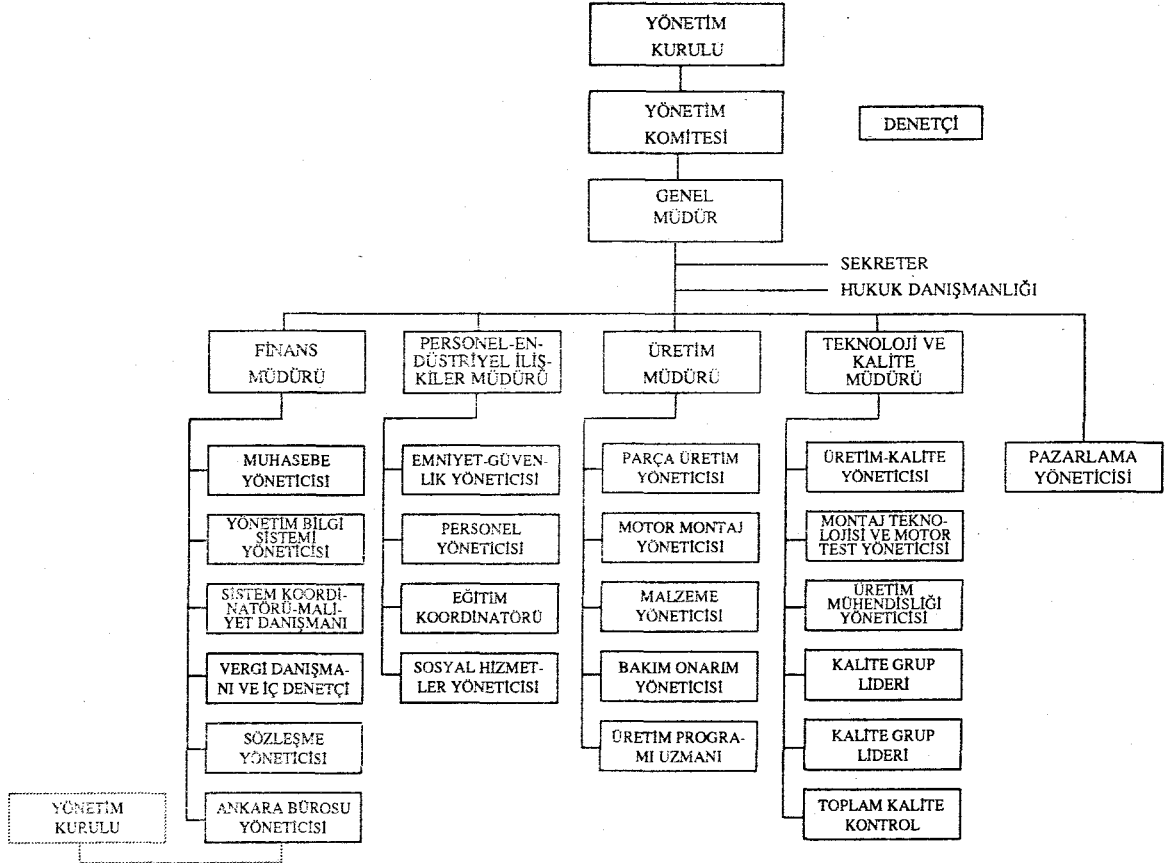 YÖNETİM
KURULU
YÖNETİM
KOMİTESİ
DENETÇİ
GENEL
MÜDÜR
SEKRETER
HUKUK DANIŞMANLIĞI
FİNANS
MÜDÜRÜ
PERSONEL-EN-
DÜSTRİYEL İLİŞ-
KİLER MÜDÜRÜ
ÜRETİM
MÜDÜRÜ
TEKNOLOJİ VE
KALİTE
MÜDÜRÜ
MUHASEBE
YÖNETİCİSİ
YÖNETİM BİLGİ
SİSTEMİ
YÖNETİCİSİ
SİSTEM KOORDİ-
NATÖRÜ-MALİ-
YET DANIŞMANI
VERGİ DANIŞMA-
NI VE İÇ DENETÇİ
SÖZLEŞME
YÖNETİCİSİ
ANKARA BÜROSU
YÖNETİCİSİ
YÖNETİM
KURULU
EMNİYET-GÜVEN-
LİK YÖNETİCİSİ
PERSONEL
YÖNETİCİSİ
EĞİTİM
KOORDİNATÖRÜ
SOSYAL HİZMET-
LER YÖNETİCİSİ
PARÇA ÜRETİM
YÖNETİCİSİ
MOTOR MONTAJ
YÖNETİCİSİ
MALZEME
YÖNETİCİSİ
BAKIM ONARIM
YÖNETİCİSİ
ÜRETİM PROGRA-
MI UZMANI
ÜRETİM-KALİTE
YÖNETİCİSİ
MONTAJ TEKNO-
LOJİSİ VE MOTOR
TEST YÖNETİCİSİ
ÜRETİM
MÜHENDİSLİĞİ
YÖNETİCİSİ
KALİTE GRUP
LİDERİ
KALİTE GRUP
LİDERİ
TOPLAM KALİTE
KONTROL
PAZARLAMA
YÖNETİCİSİ